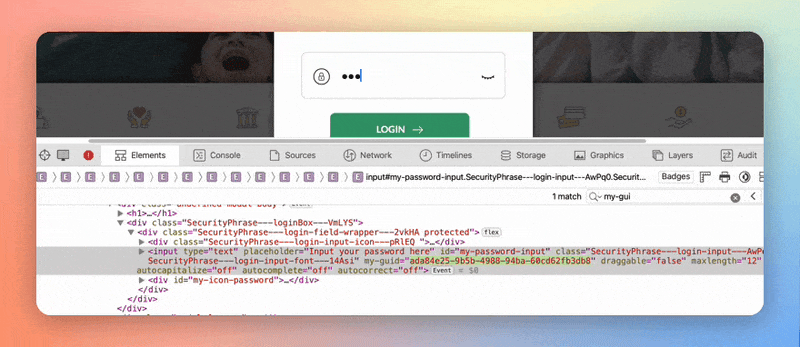 LOGIN →
Elements Console Sources Network Timelines Storage Graphics Layers Audit
E E E E E E E E E E E E input#my-password-input.SecurityPhrase---login-input---AwPq0.Securit… Badges
1 match my-gui
<div class="undefined modal-body"> Event
▶<h1>…</h1>
▼<div class="SecurityPhrase---loginBox---VmLYS">
▼<div class="SecurityPhrase---login-field-wrapper---2vkHA protected"> flex
▶<div class="SecurityPhrase---login-input-icon---pRlEQ ">…</div>
▶<input type="text" placeholder="Input your password here" id="my-password-input" class="SecurityPhrase---login-input---AwPq
SecurityPhrase---login-input-font---14Asi" my-guid="ada84e25-9b5b-4988-94ba-60cd62fb3db8" draggable="false" maxlength="12"
autocapitalize="off" autocomplete="off" autocorrect="off"> Event = $0
▶<div id="my-icon-password">…</div>
</div>
</div>